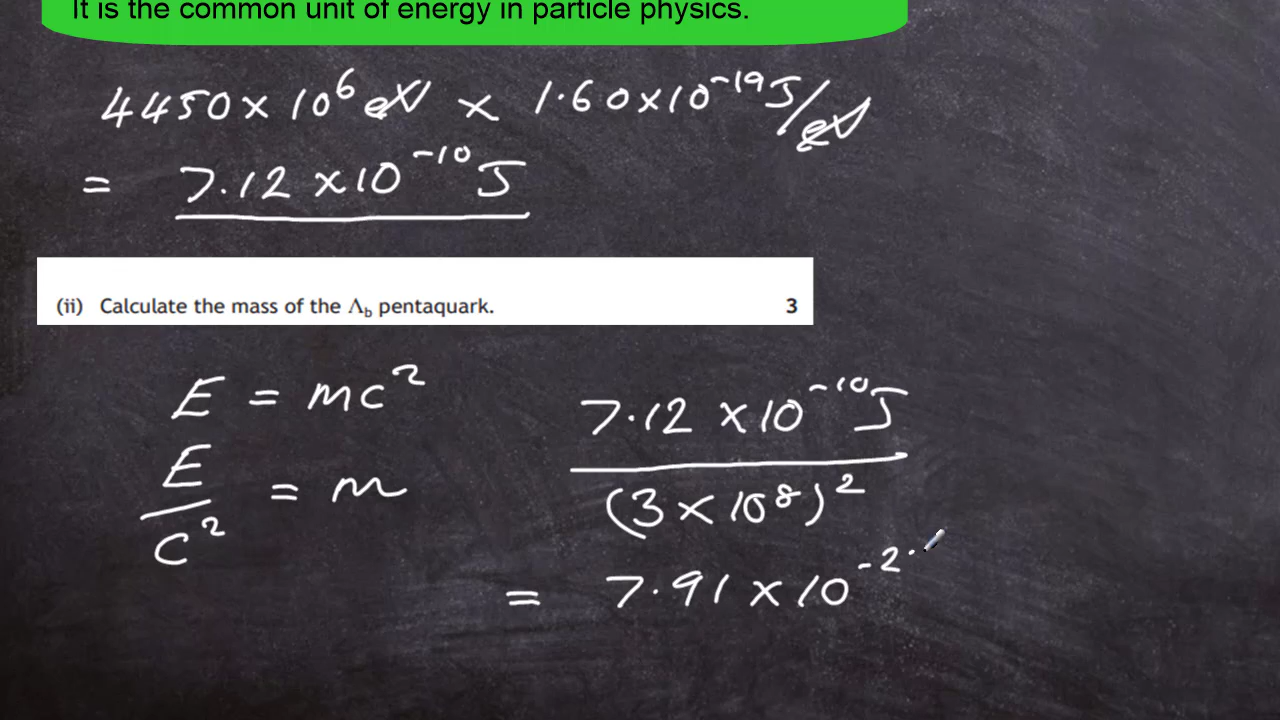 It is the common unit of energy in particle physics.
4450 × 10⁶ eV × 1.60×10⁻¹⁹ J/eV
= 7.12 ×10⁻¹⁰ J
(ii) Calculate the mass of the Λb pentaquark. 3
E = mc²
E/c² = m
7.12 ×10⁻¹⁰ J
(3 × 10⁸)²
= 7.91 × 10⁻²·